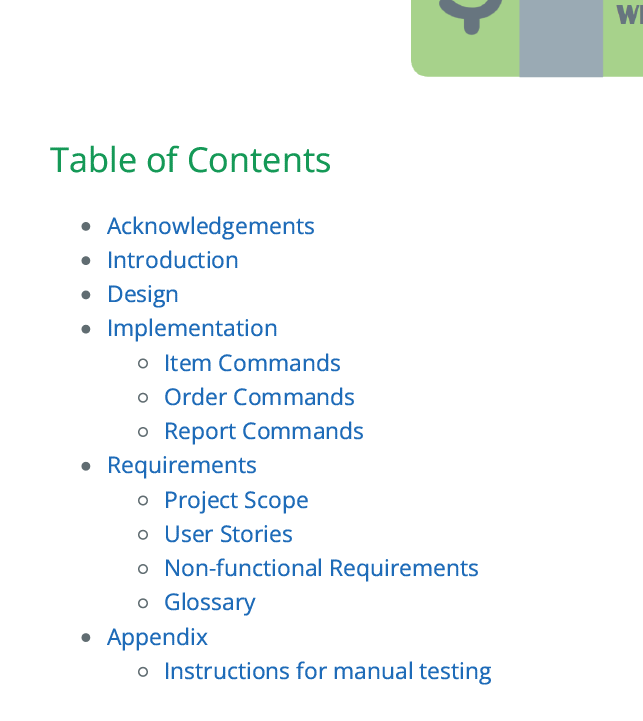 Table of Contents
Acknowledgements
Introduction
Design
Implementation
Item Commands
Order Commands
Report Commands
Requirements
Project Scope
User Stories
Non-functional Requirements
Glossary
Appendix
Instructions for manual testing